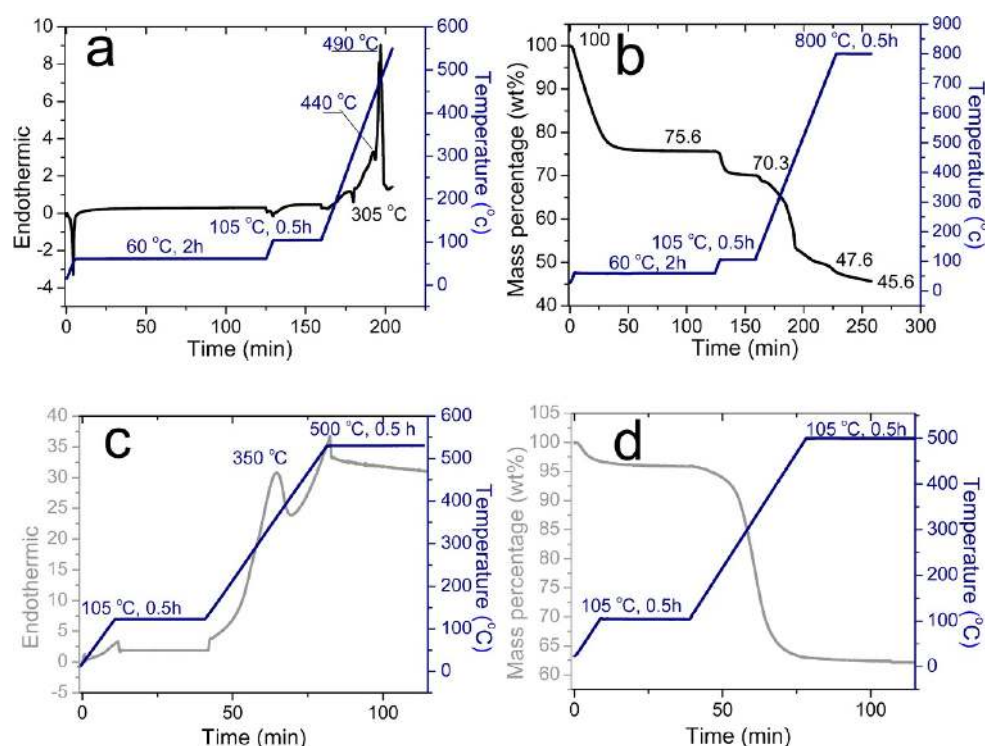 a
10
8
6
4
2
0
-2
-4
Endothermic
490 °C
440 °C
305 °C
105 °C, 0.5h
60 °C, 2h
600
500
400
300
200
100
0
Temperature (°c)
0 50 100 150 200
Time (min)
b
100
90
80
70
60
50
40
Mass percentage (wt%)
100
800 °C, 0.5h
75.6
70.3
105 °C, 0.5h
60 °C, 2h
47.6
45.6
900
800
700
600
500
400
300
200
100
0
Temperature (°C)
0 50 100 150 200 250 300
Time (min)
c
40
35
30
25
20
15
10
5
0
-5
Endothermic
500 °C, 0.5 h
350 °C
105 °C, 0.5h
600
500
400
300
200
100
0
Temperature (°C)
0 50 100
Time (min)
d
105
100
95
90
85
80
75
70
65
60
Mass percentage (wt%)
105 °C, 0.5h
105 °C, 0.5h
500
400
300
200
100
0
Temperature (°C)
0 50 100
Time (min)